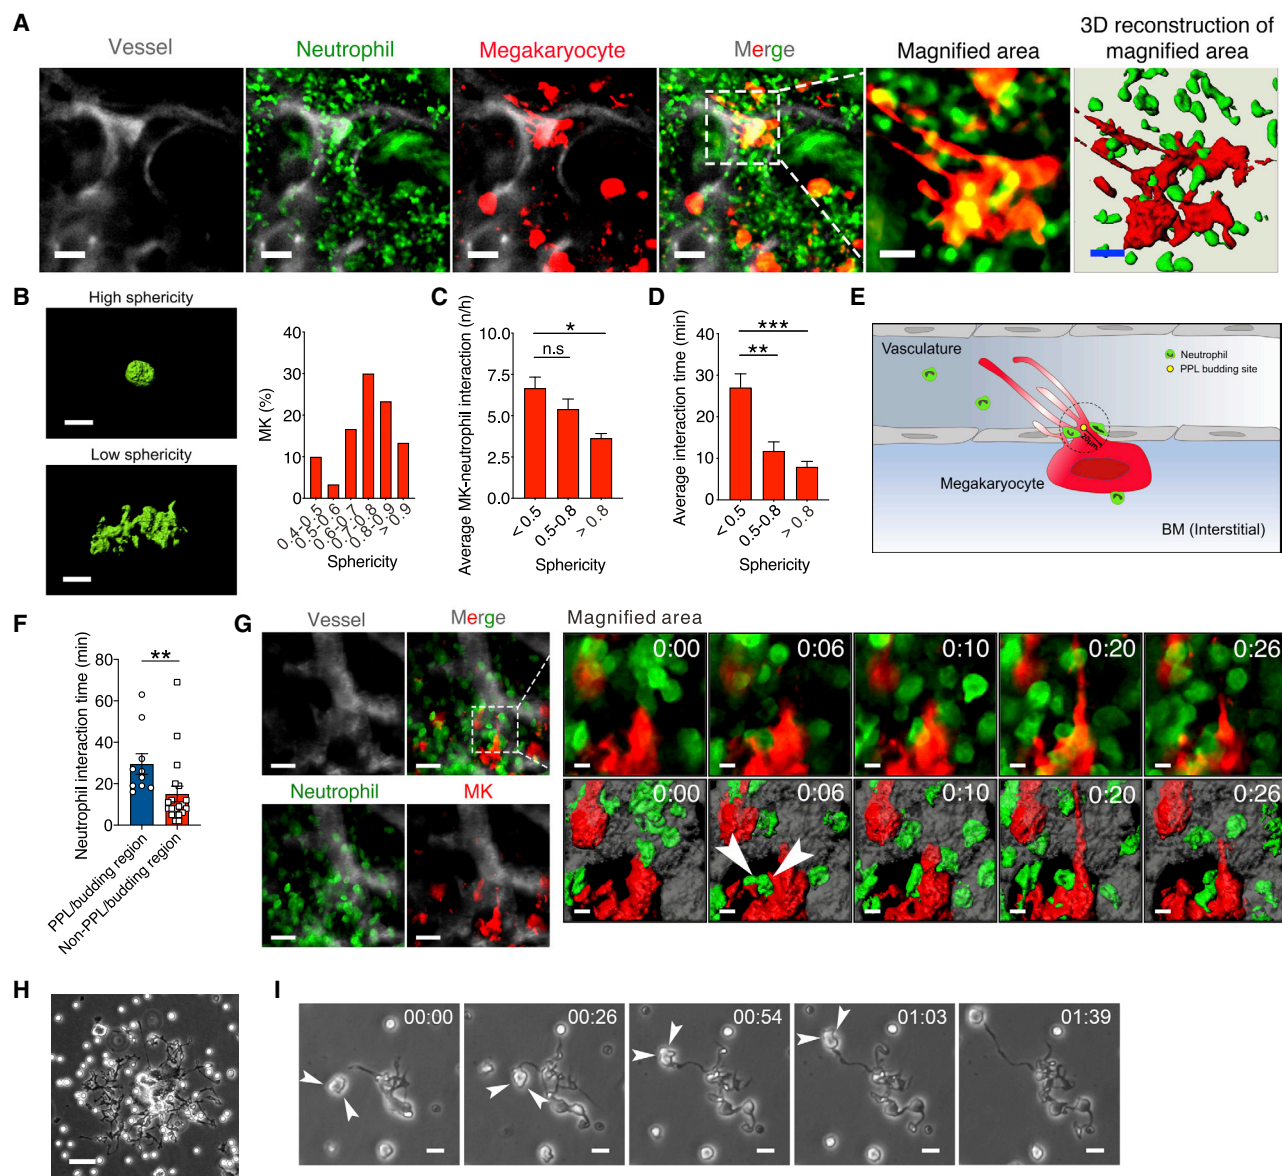 A
Vessel
Neutrophil
Megakaryocyte
Merge
Magnified area
3D reconstruction of
magnified area
B
High sphericity
Low sphericity
MK (%)
40
30
20
10
0
0.4-0.5
0.5-0.6
0.6-0.7
0.7-0.8
0.8-0.9
> 0.9
Sphericity
C
Average MK-neutrophil interaction (n/h)
10.0
7.5
5.0
2.5
0.0
*
n.s
< 0.5
0.5-0.8
> 0.8
Sphericity
D
Average interaction time (min)
40
30
20
10
0
***
**
< 0.5
0.5-0.8
> 0.8
Sphericity
E
Vasculature
Neutrophil
PPL budding site
20μm
Megakaryocyte
BM (Interstitial)
F
Neutrophil interaction time (min)
80
60
40
20
0
**
PPL/budding region
Non-PPL/budding region
G
Vessel
Merge
Neutrophil
MK
Magnified area
0:00
0:06
0:10
0:20
0:26
0:00
0:06
0:10
0:20
0:26
H
I
00:00
00:26
00:54
01:03
01:39